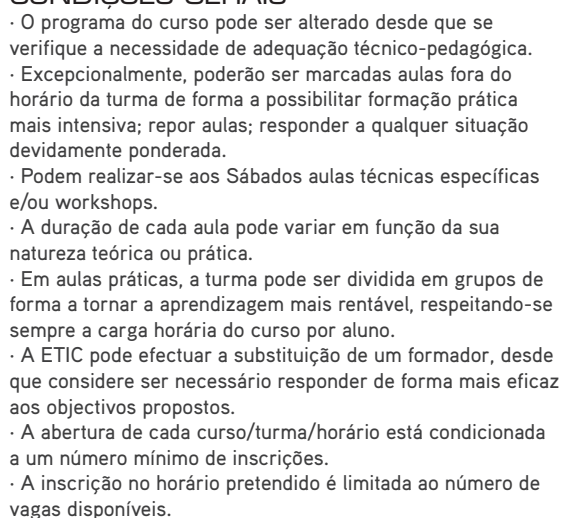 CONDIÇÕES GERAIS
· O programa do curso pode ser alterado desde que se
verifique a necessidade de adequação técnico-pedagógica.
· Excepcionalmente, poderão ser marcadas aulas fora do
horário da turma de forma a possibilitar formação prática
mais intensiva; repor aulas; responder a qualquer situação
devidamente ponderada.
· Podem realizar-se aos Sábados aulas técnicas específicas
e/ou workshops.
· A duração de cada aula pode variar em função da sua
natureza teórica ou prática.
· Em aulas práticas, a turma pode ser dividida em grupos de
forma a tornar a aprendizagem mais rentável, respeitando-se
sempre a carga horária do curso por aluno.
· A ETIC pode efectuar a substituição de um formador, desde
que considere ser necessário responder de forma mais eficaz
aos objectivos propostos.
· A abertura de cada curso/turma/horário está condicionada
a um número mínimo de inscrições.
· A inscrição no horário pretendido é limitada ao número de
vagas disponíveis.